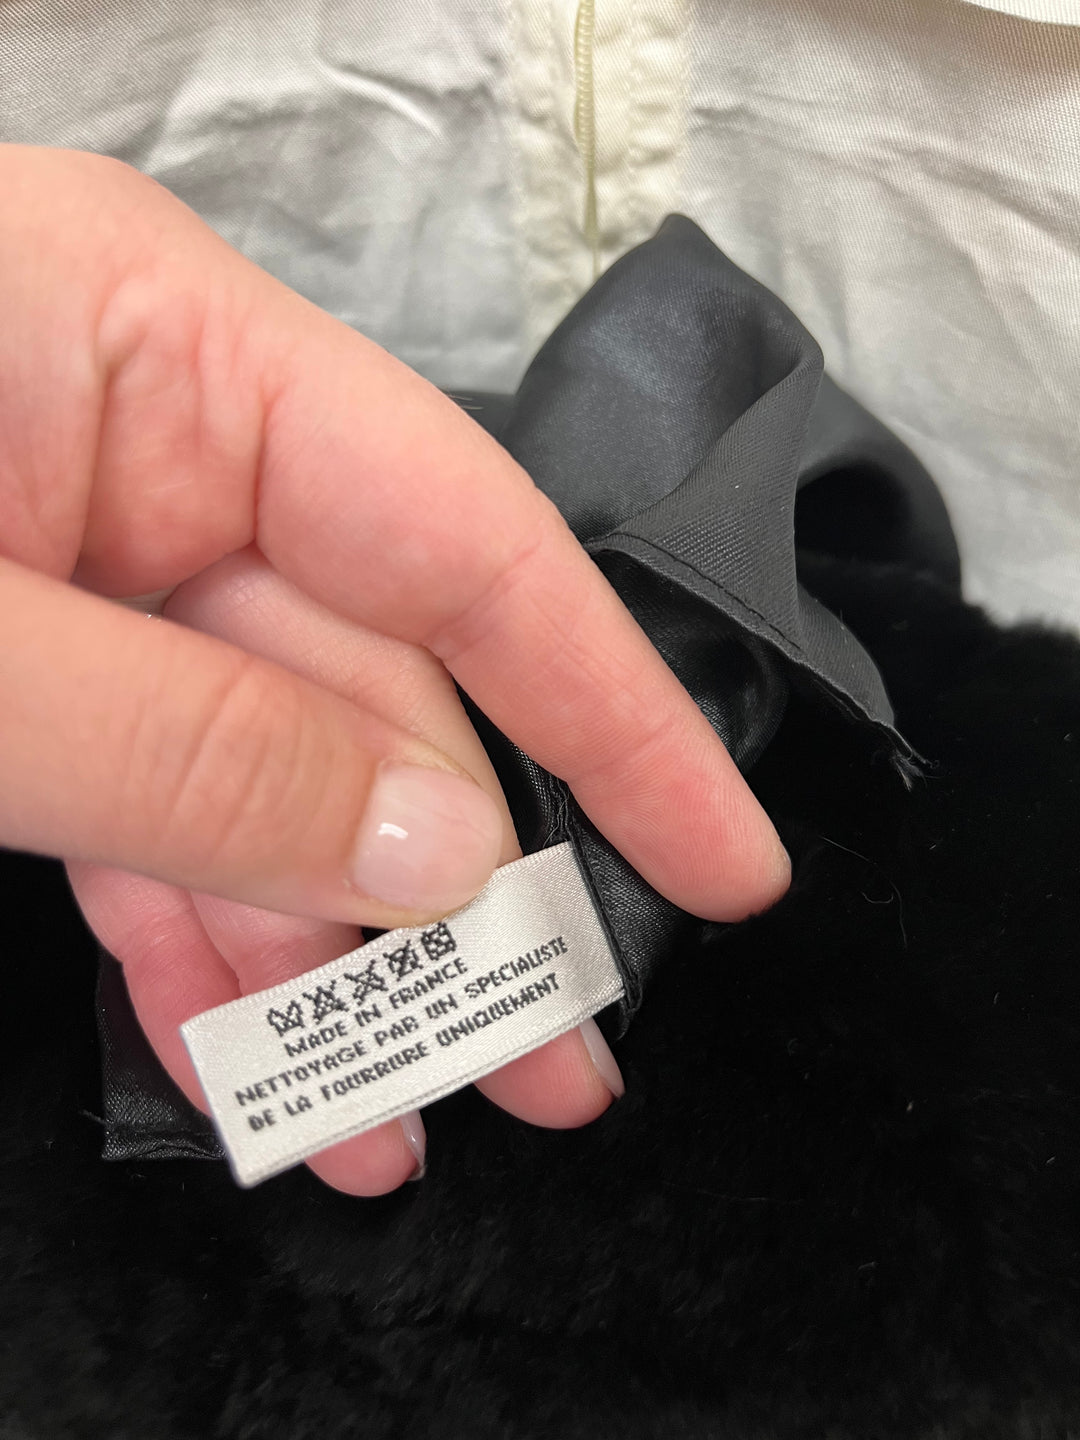 MADE IN FRANCE
NETTOYAGE PAR UN SPECIALISTE
DE LA FOURRURE UNIQUEMENT